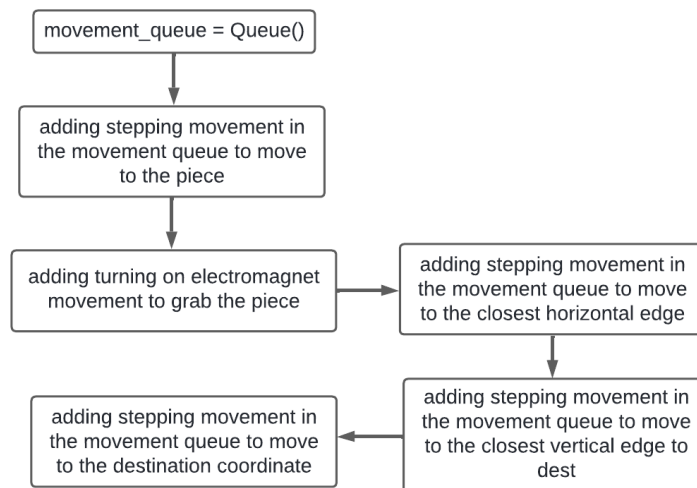 movement_queue = Queue()
adding stepping movement in
the movement queue to move
to the piece
adding turning on electromagnet
movement to grab the piece
adding stepping movement in
the movement queue to move
to the closest horizontal edge
adding stepping movement in
the movement queue to move
to the closest vertical edge to
dest
adding stepping movement in
the movement queue to move
to the destination coordinate